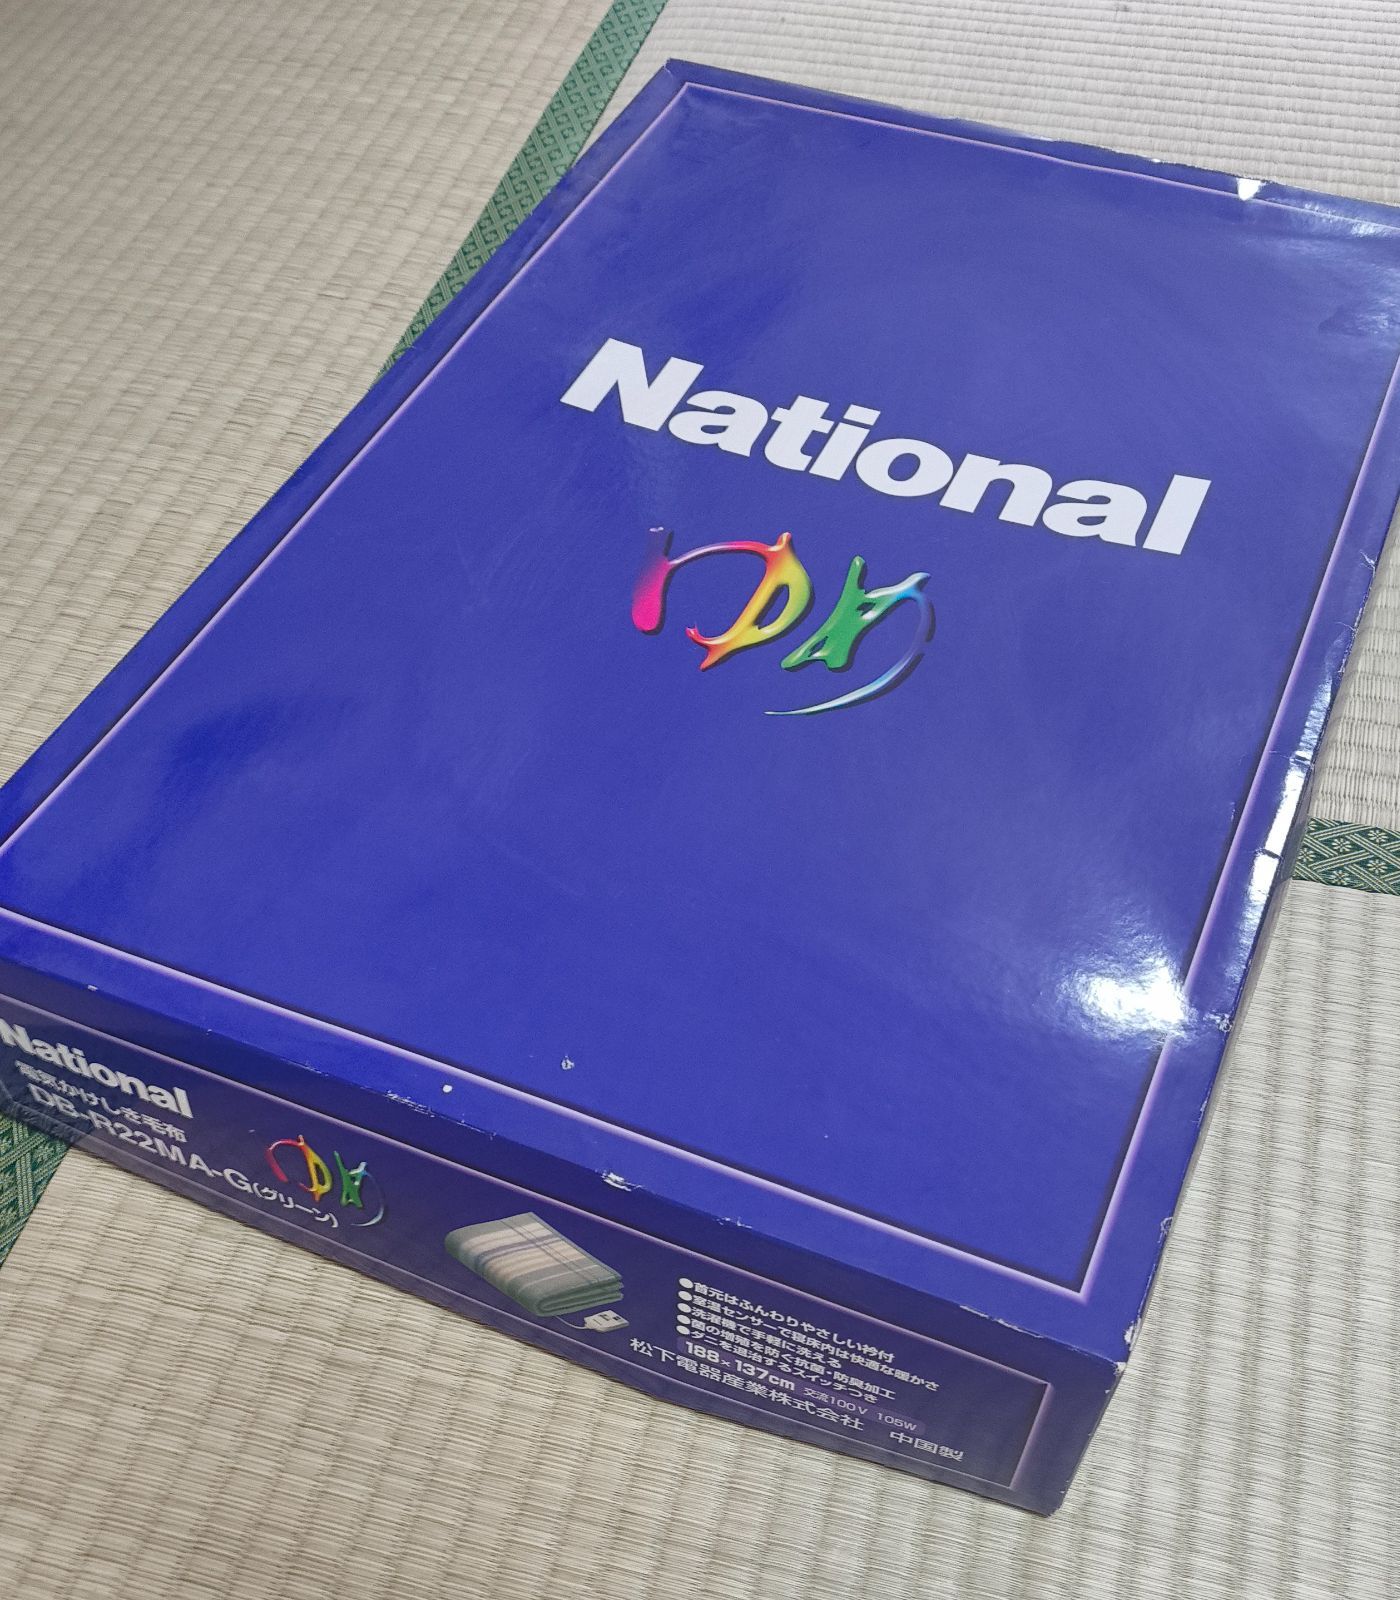 National
ゆめ
National
電気かけしき毛布
DB-R22MA-G(グリーン)
ゆめ
●首元はふんわりやさしい衿付
●室温センサーで寝床内は快適な暖かさ
●洗濯機で手軽に洗える
●菌の増殖を防ぐ抗菌・防臭加工
●ダニを退治するスイッチつき
188×137cm 交流100V 105W
松下電器産業株式会社 中国製